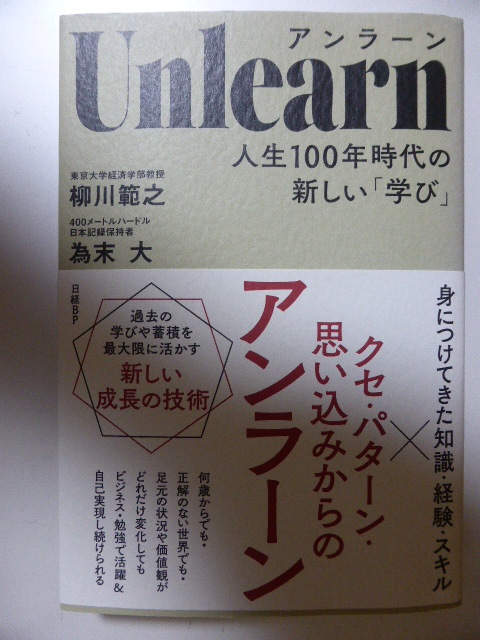 アンラーン
Unlearn
人生100年時代の
新しい「学び」
東京大学経済学部教授
柳川範之
400メートルハードル
日本記録保持者
為末 大
日経BP
過去の
学びや蓄積を
最大限に活かす
新しい
成長の技術
身につけてきた知識・経験・スキル
×
クセ・パターン・
思い込みからの
アンラーン
何歳からでも・
正解のない世界でも・
足元の状況や価値観が
どれだけ変化しても
ビジネス・勉強で活躍&
自己実現し続けられる